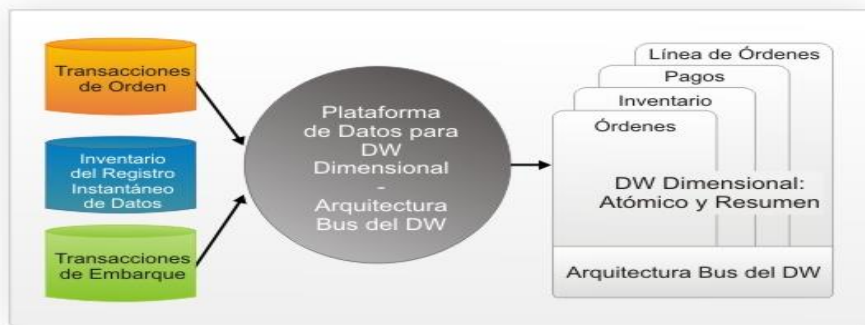 Transacciones
de Orden
Inventario
del Registro
Instantáneo
de Datos
Transacciones
de Embarque
Plataforma
de Datos para
DW
Dimensional
-
Arquitectura
Bus del DW
Línea de Órdenes
Pagos
Inventario
Órdenes
DW Dimensional:
Atómico y Resumen
Arquitectura Bus del DW